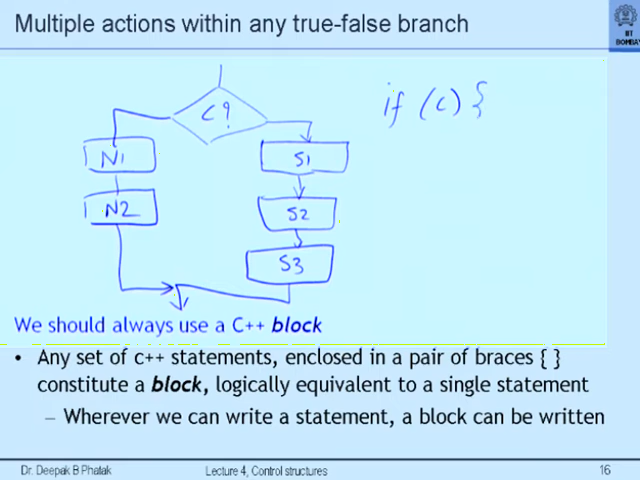 Multiple actions within any true-false branch
IIT
BOMBAY
C?
if (c) {
N1
S1
N2
S2
S3
We should always use a C++ block
• Any set of c++ statements, enclosed in a pair of braces { }
constitute a block, logically equivalent to a single statement
– Wherever we can write a statement, a block can be written
Dr. Deepak B Phatak
Lecture 4, Control structures
16